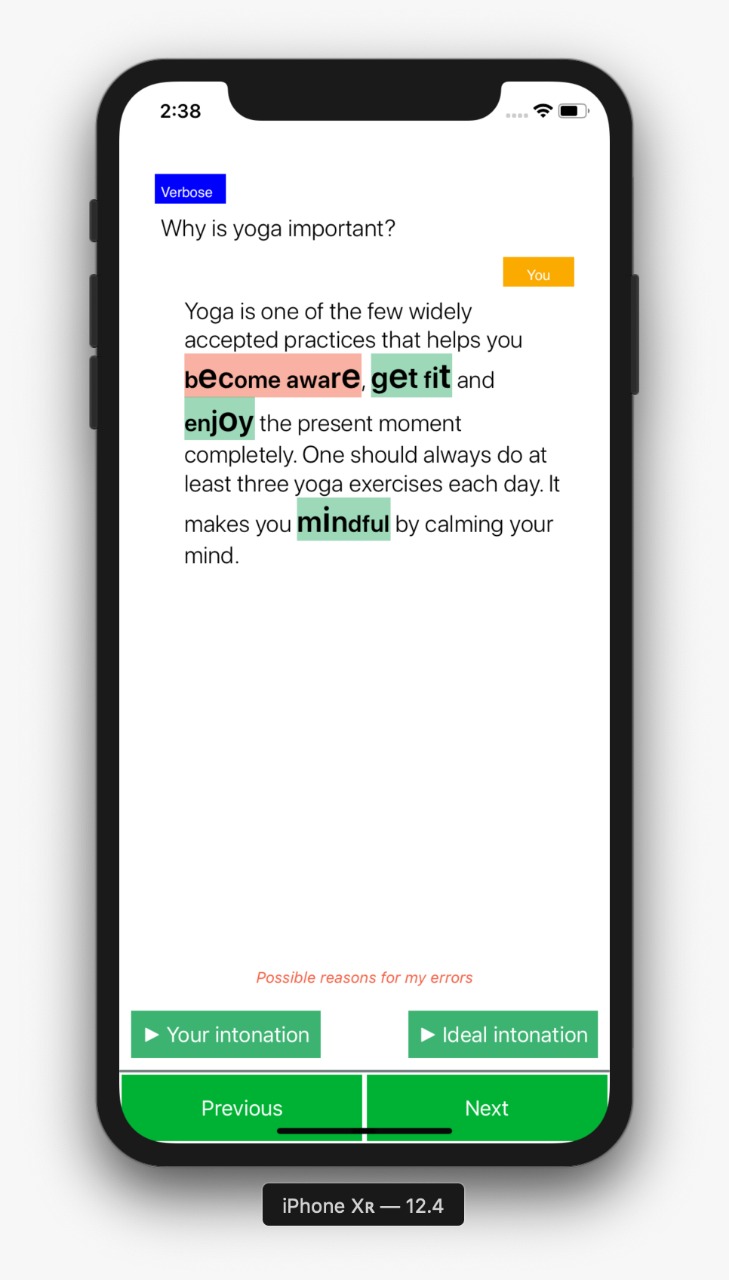 2:38
Verbose
Why is yoga important?
You
Yoga is one of the few widely
accepted practices that helps you
become aware, get fit and
enjoy the present moment
completely. One should always do at
least three yoga exercises each day. It
makes you mindful by calming your
mind.
Possible reasons for my errors
▶ Your intonation
▶ Ideal intonation
Previous
Next
iPhone Xʀ — 12.4